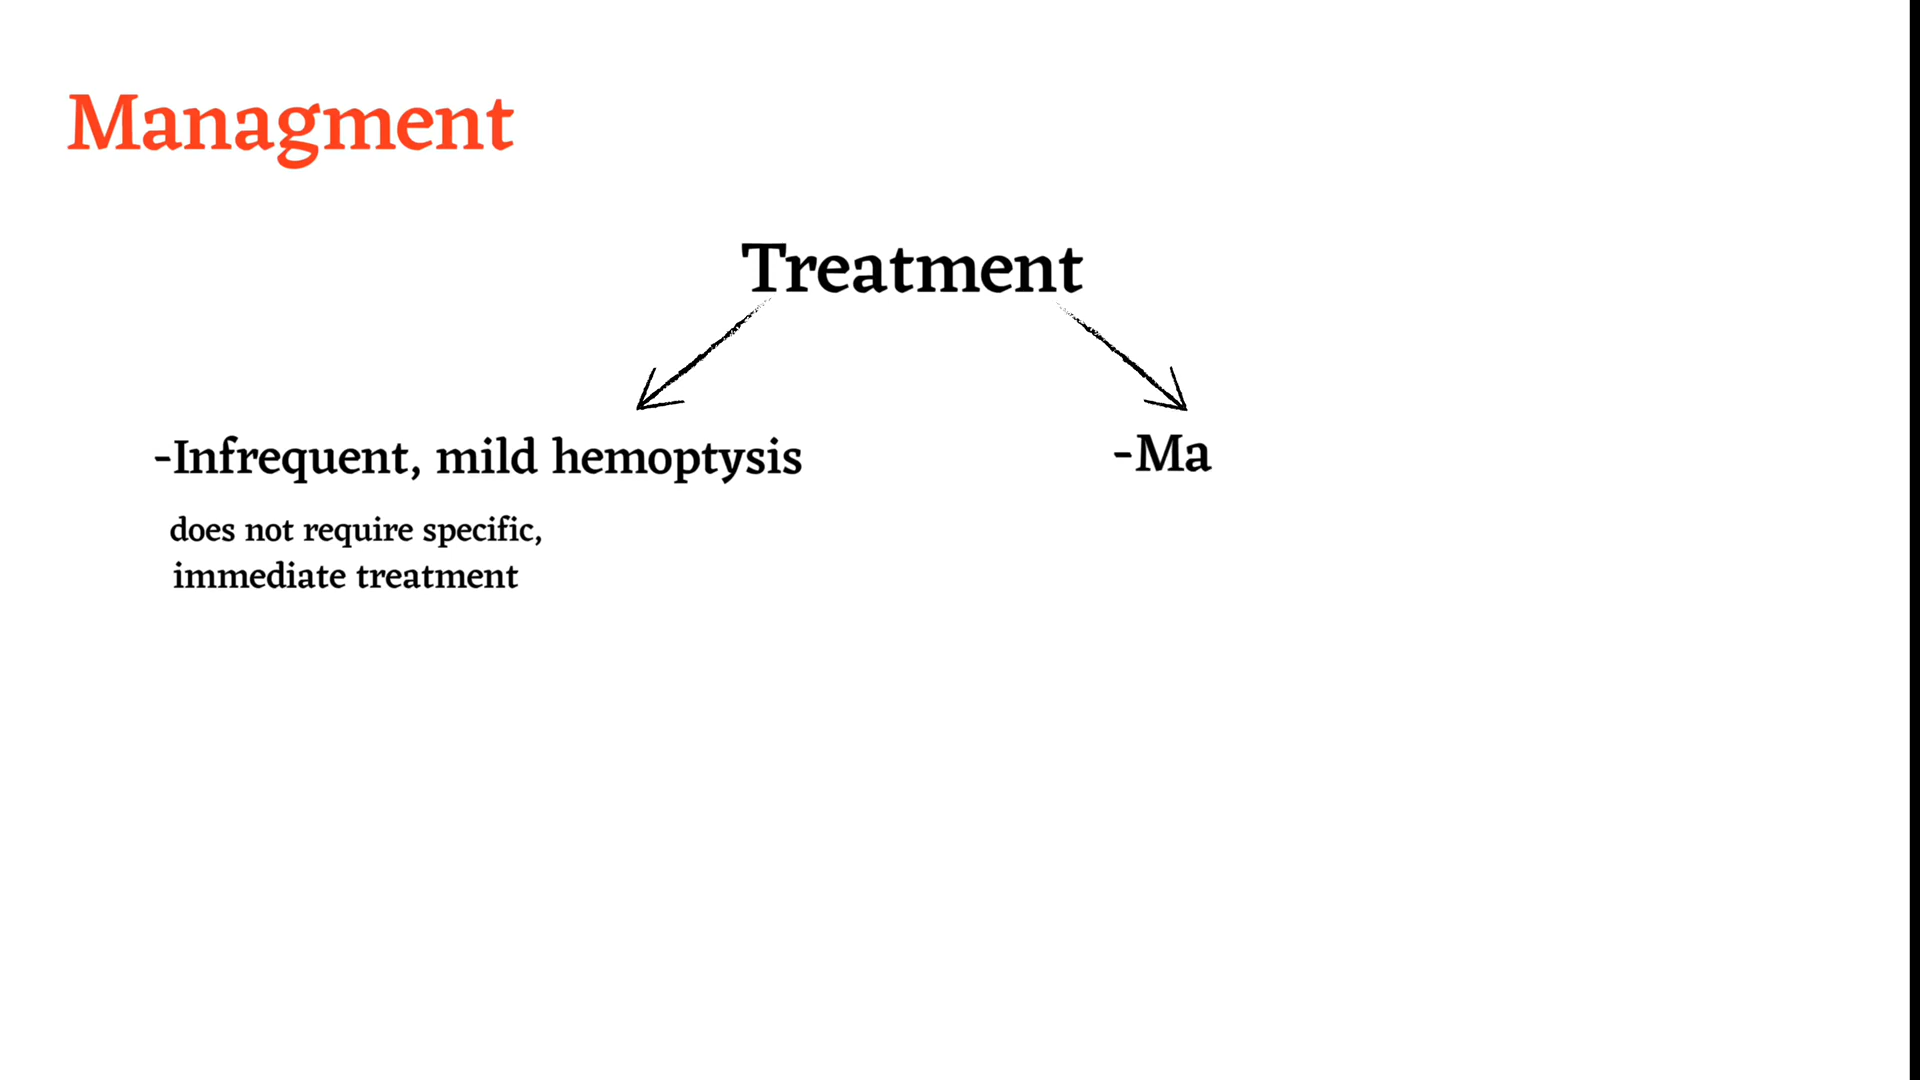 Managment
Treatment
-Infrequent, mild hemoptysis
-Ma
does not require specific,
immediate treatment